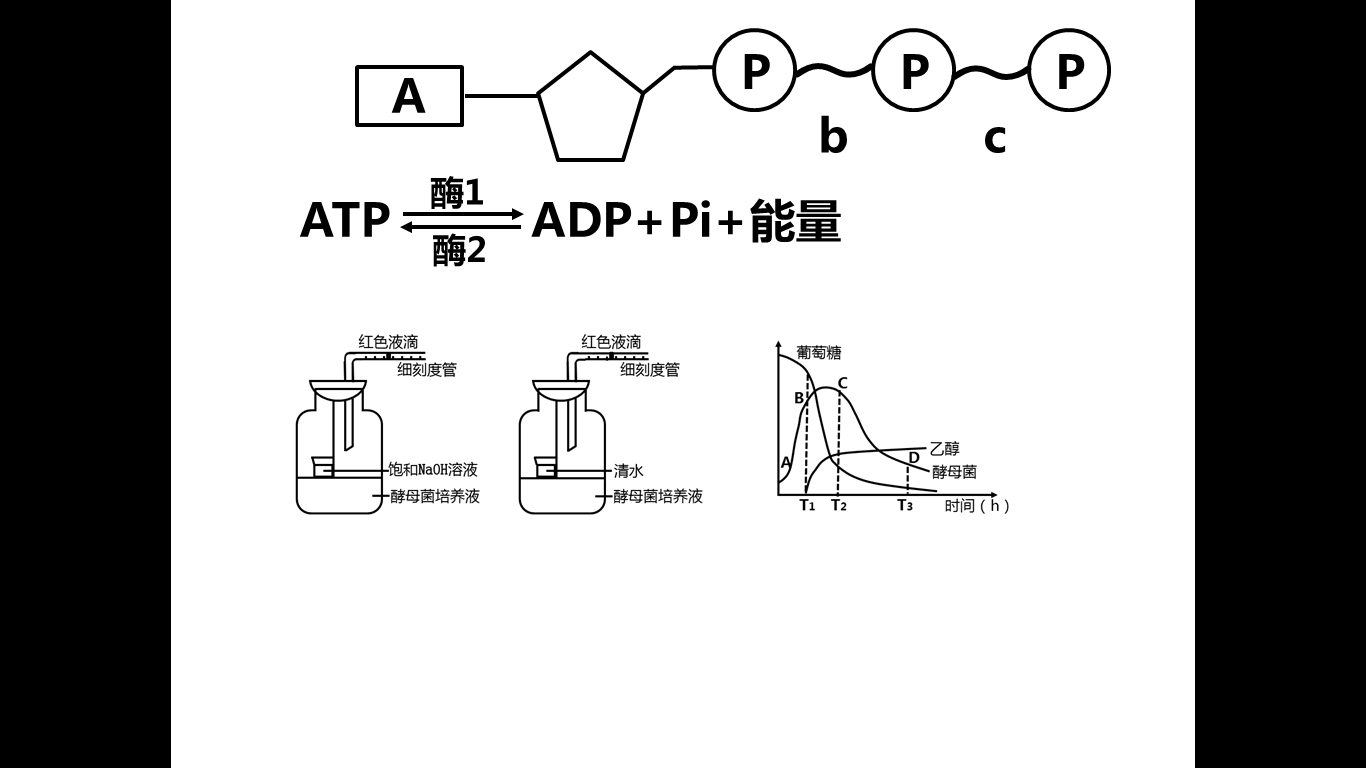 A P P P
b c
ATP 酶1 ADP+Pi+能量
酶2
红色液滴
细刻度管
饱和NaOH溶液
酵母菌培养液
红色液滴
细刻度管
清水
酵母菌培养液
葡萄糖
B C
A
乙醇
D
酵母菌
T1 T2 T3 时间(h)